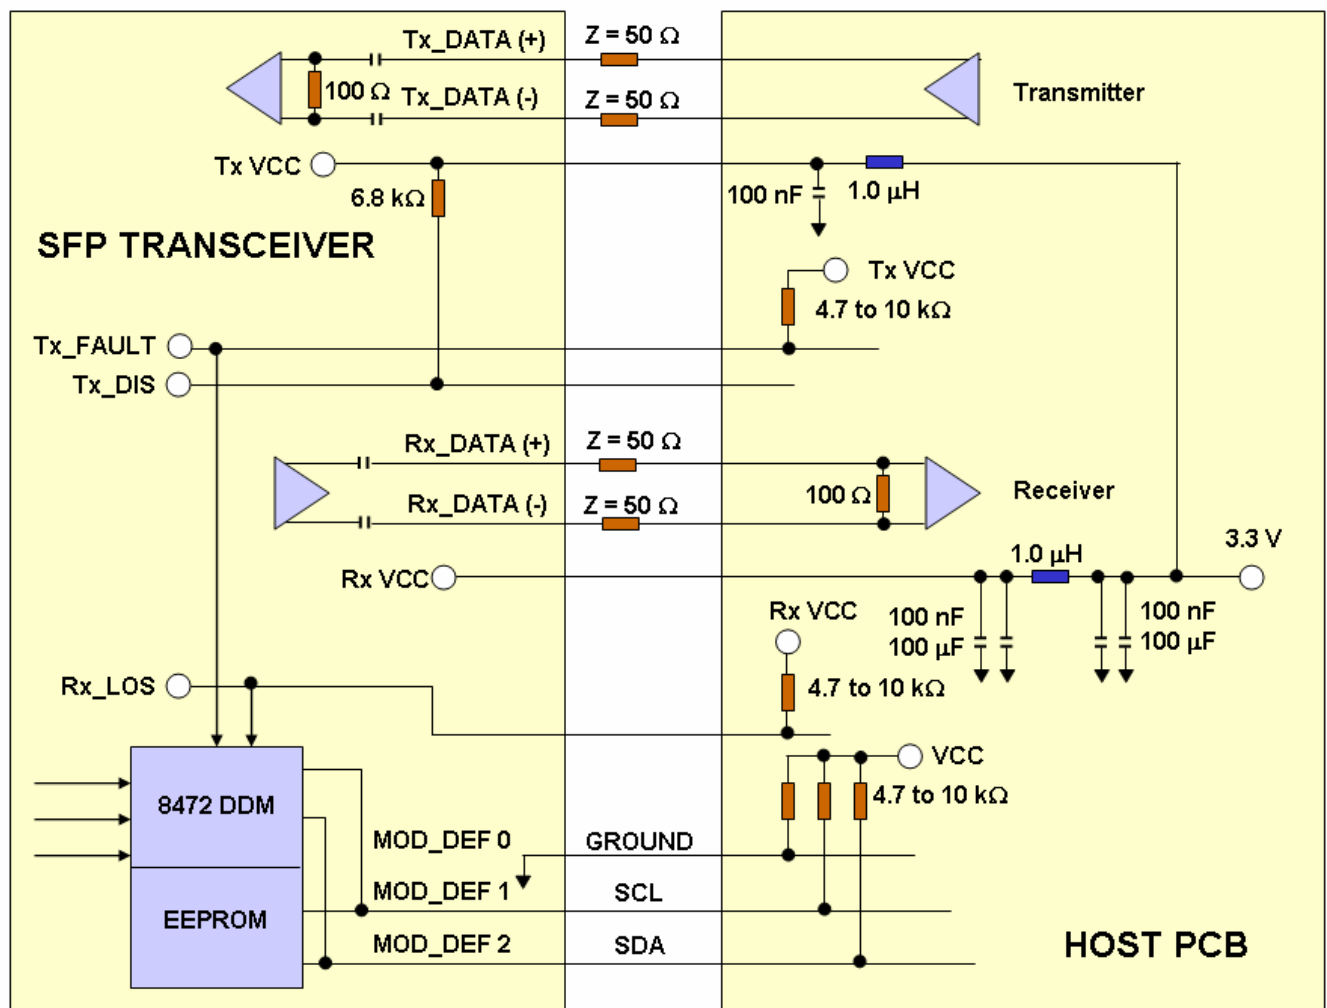 Tx_DATA (+)
Z = 50 Ω
100 Ω
Tx_DATA (-)
Z = 50 Ω
Transmitter
Tx VCC
6.8 kΩ
100 nF
1.0 µH
SFP TRANSCEIVER
Tx VCC
4.7 to 10 kΩ
Tx_FAULT
Tx_DIS
Rx_DATA (+)
Z = 50 Ω
100 Ω
Receiver
Rx_DATA (-)
Z = 50 Ω
3.3 V
1.0 µH
Rx VCC
Rx VCC
100 nF
100 µF
100 nF
100 µF
Rx_LOS
4.7 to 10 kΩ
VCC
4.7 to 10 kΩ
8472 DDM
MOD_DEF 0
GROUND
MOD_DEF 1
SCL
EEPROM
MOD_DEF 2
SDA
HOST PCB